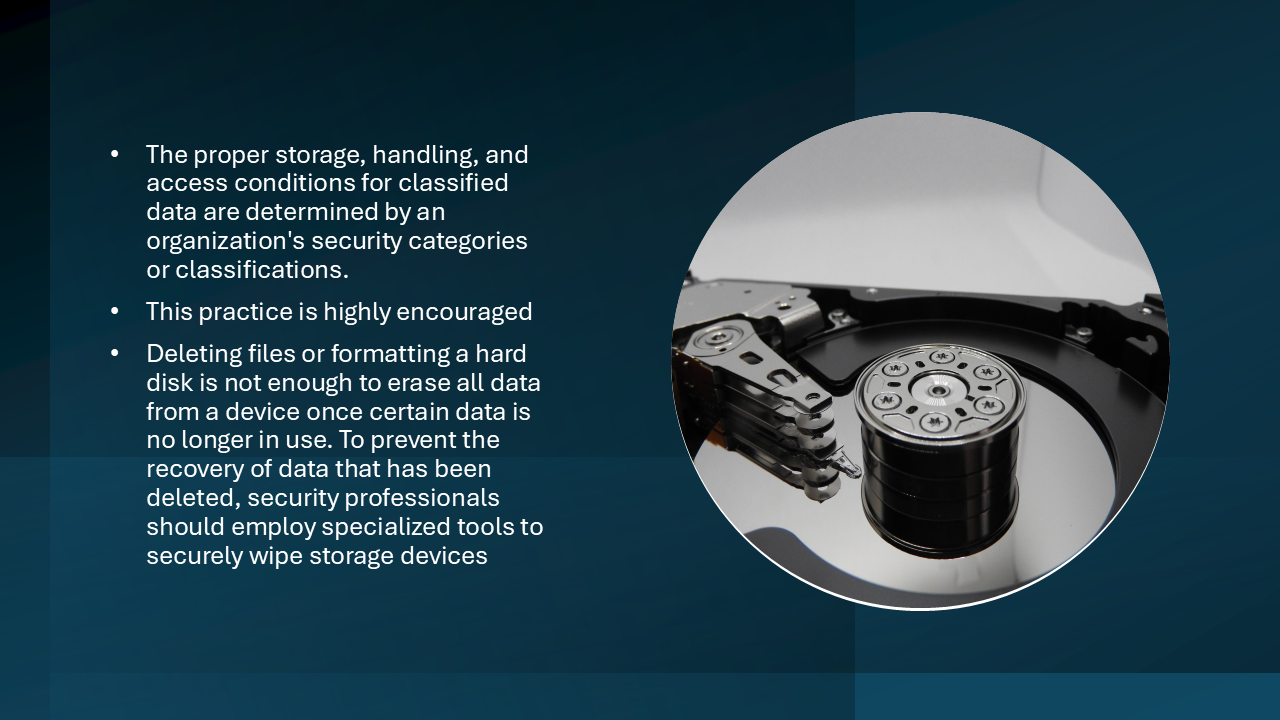 • The proper storage, handling, and
access conditions for classified
data are determined by an
organization's security categories
or classifications.
• This practice is highly encouraged
• Deleting files or formatting a hard
disk is not enough to erase all data
from a device once certain data is
no longer in use. To prevent the
recovery of data that has been
deleted, security professionals
should employ specialized tools to
securely wipe storage devices